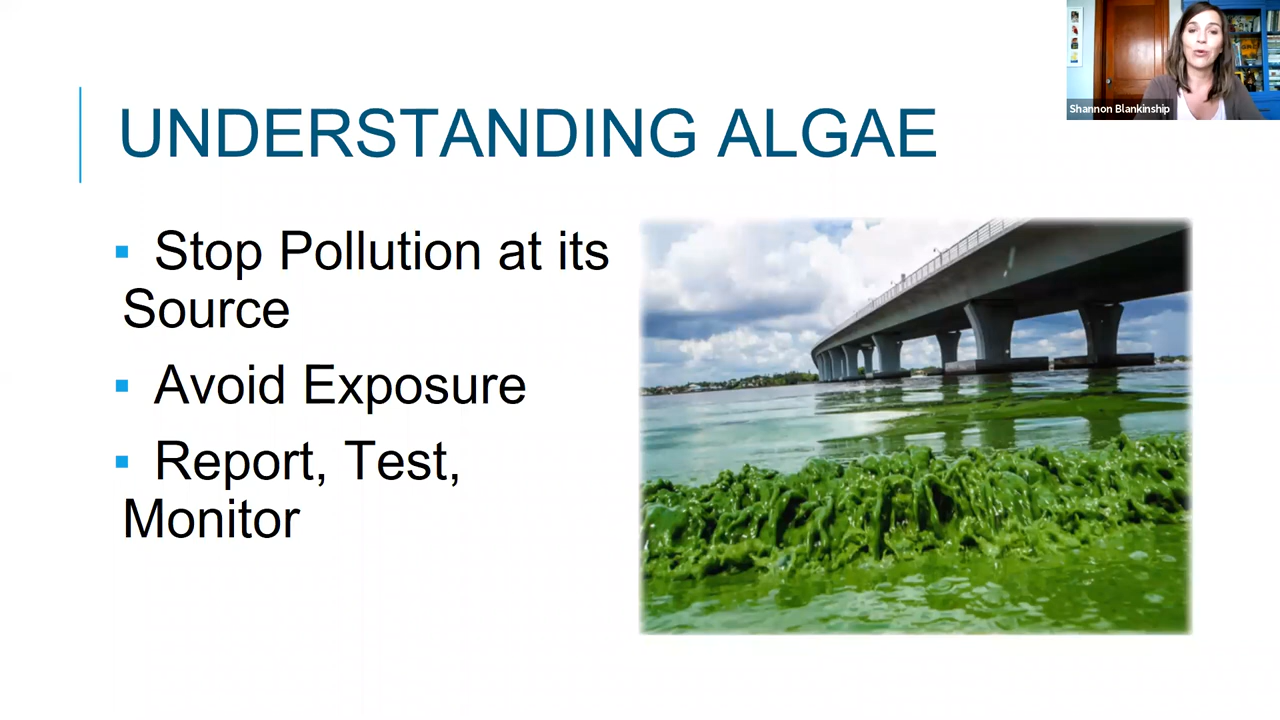 Shannon Blankinship
UNDERSTANDING ALGAE
▪ Stop Pollution at its
Source
▪ Avoid Exposure
▪ Report, Test,
Monitor